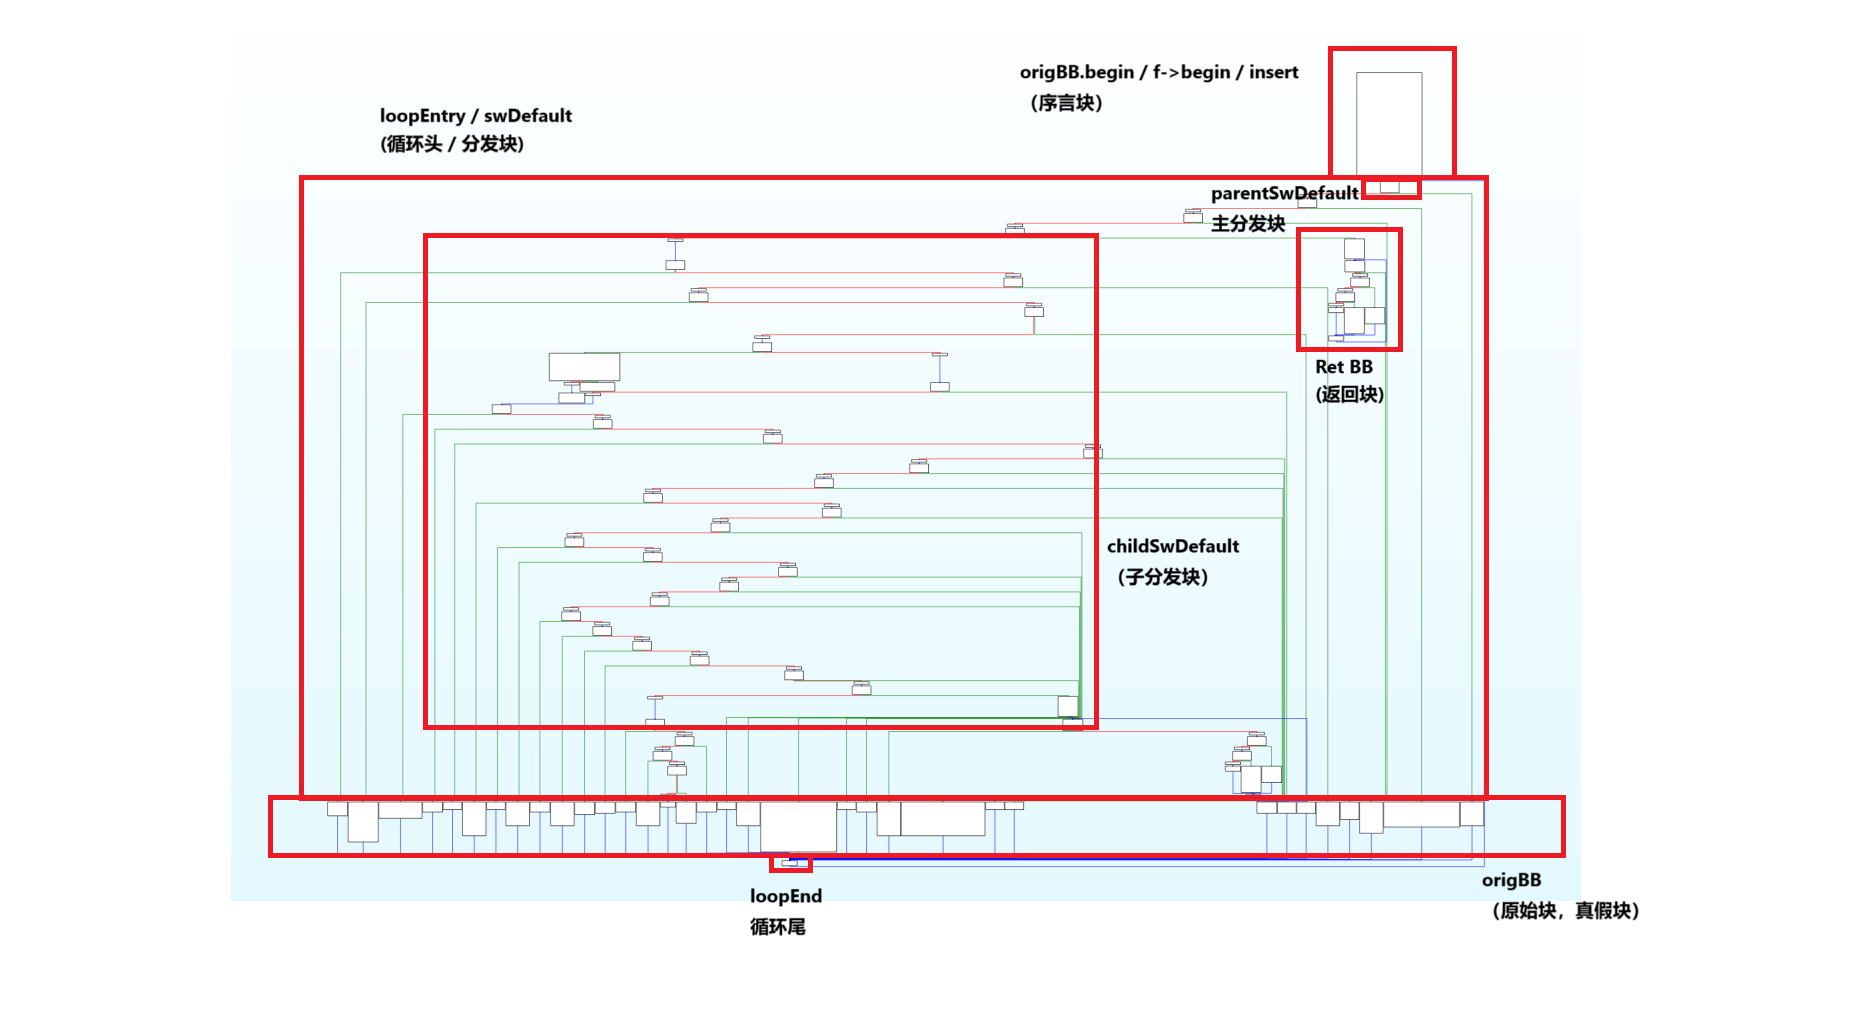 origBB.begin / f->begin / insert
（序言块）
loopEntry / swDefault
(循环头 / 分发块)
parentSwDefault
主分发块
Ret BB
(返回块)
childSwDefault
（子分发块）
origBB
（原始块，真假块）
loopEnd
循环尾